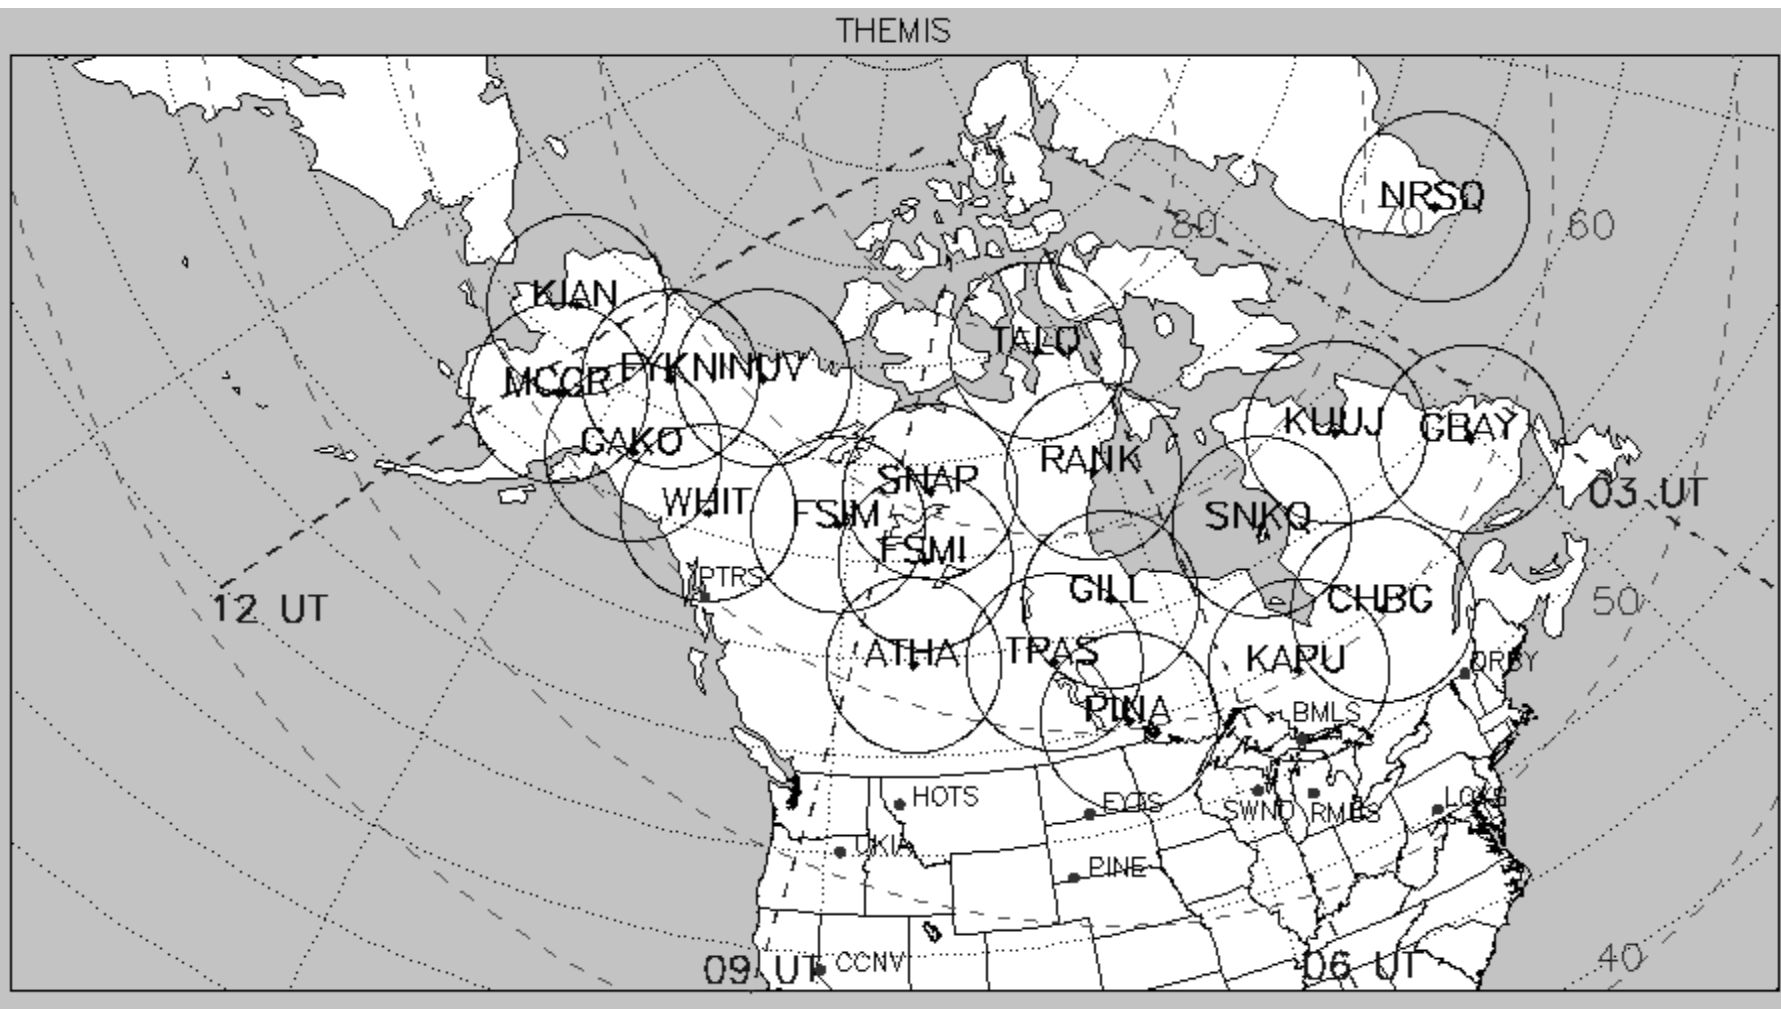 THEMIS
NRSQ
80
70
60
KIAN
TALO
FYKN
INUV
MCGR
KUUJ
GBAY
GAKO
RANK
SNAP
WHIT
FSIM
SNKQ
03 UT
FSMI
PTRS
GILL
CHBG
50
12 UT
ATHA
TPAS
KAPU
DRBY
PINA
BMLS
HOTS
FYTS
SWNO
RMUS
LOYS
UKIA
PINE
09 UT
CCNV
06 UT
40